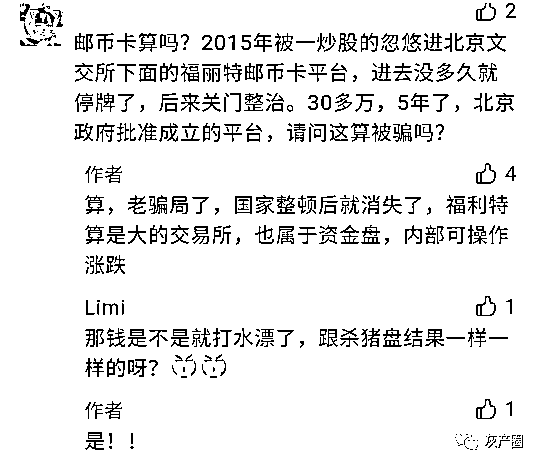 2
邮币卡算吗？2015年被一炒股的忽悠进北京文
交所下面的福丽特邮币卡平台，进去没多久就
停牌了，后来关门整治。30多万，5年了，北京
政府批准成立的平台，请问这算被骗吗？
作者 4
算，老骗局了，国家整顿后就消失了，福利特
算是大的交易所，也属于资金盘，内部可操作
涨跌
Limi 1
那钱是不是就打水漂了，跟杀猪盘结果一样一
样的呀？
作者 1
是！！
灰产圈